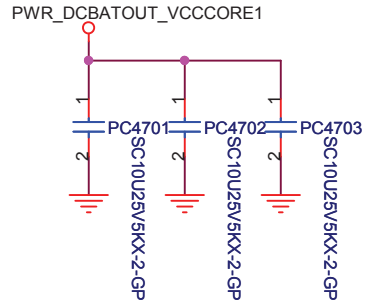 PWR_DCBATOUT_VCCCORE1
1
1
1
PC4701
PC4702
PC4703
2
2
2
SC10U25V5KX-2-GP
SC10U25V5KX-2-GP
SC10U25V5KX-2-GP